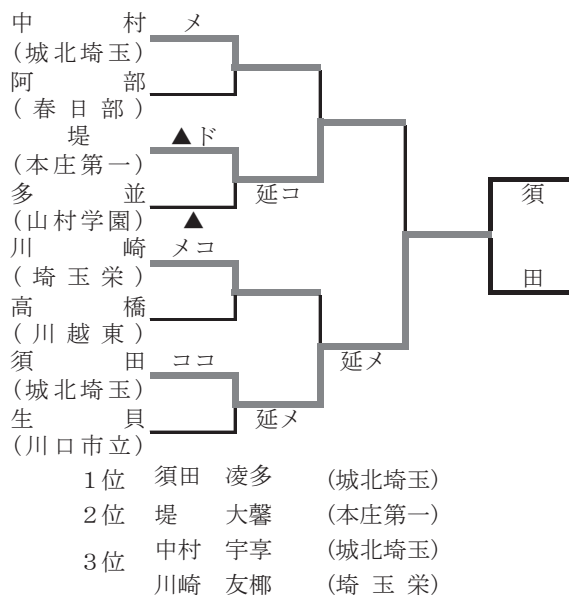 中村 メ
(城北埼玉)
阿部
(春日部)
堤 ▲ド
(本庄第一)
多並 延コ
(山村学園) ▲
川崎 メコ
(埼玉栄)
高橋
(川越東)
須田 ココ 延メ
(城北埼玉)
生貝 延メ
(川口市立)
須田
1位 須田 凌多 (城北埼玉)
2位 堤 大馨 (本庄第一)
3位 中村 宇享 (城北埼玉)
川崎 友椰 (埼玉栄)